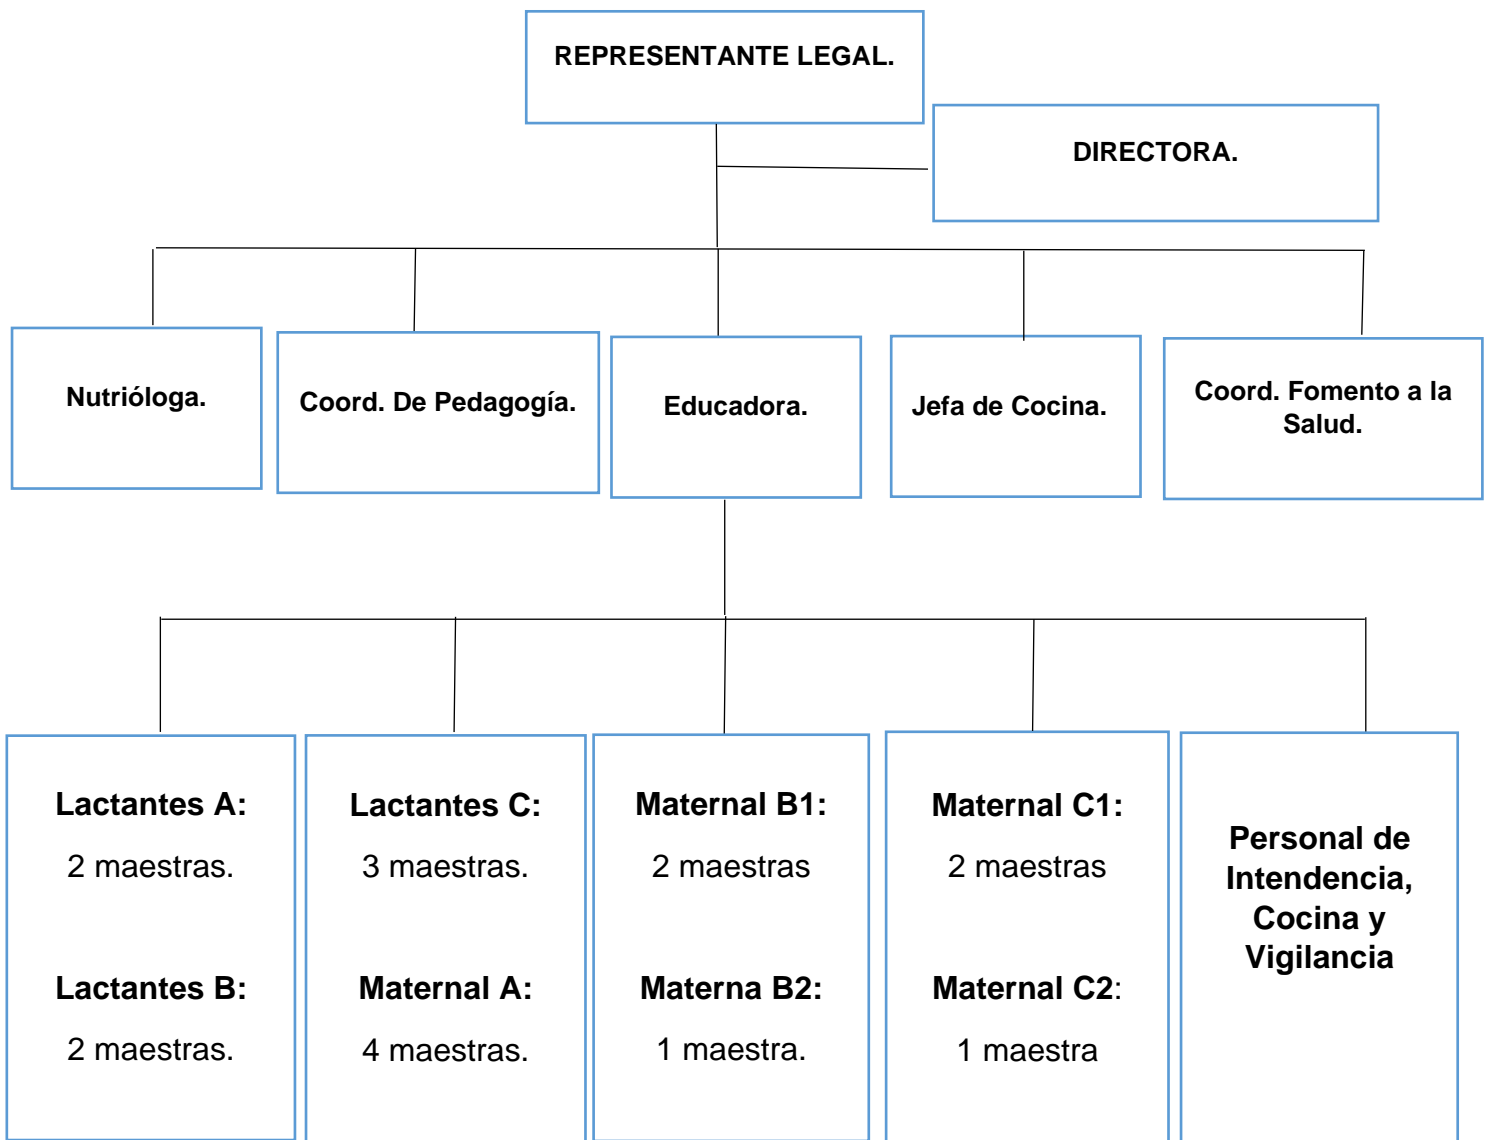 REPRESENTANTE LEGAL.
DIRECTORA.
Nutrióloga.
Coord. De Pedagogía.
Educadora.
Jefa de Cocina.
Coord. Fomento a la
Salud.
Lactantes A:
2 maestras.
Lactantes B:
2 maestras.
Lactantes C:
3 maestras.
Maternal A:
4 maestras.
Maternal B1:
2 maestras
Materna B2:
1 maestra.
Maternal C1:
2 maestras
Maternal C2:
1 maestra
Personal de
Intendencia,
Cocina y
Vigilancia